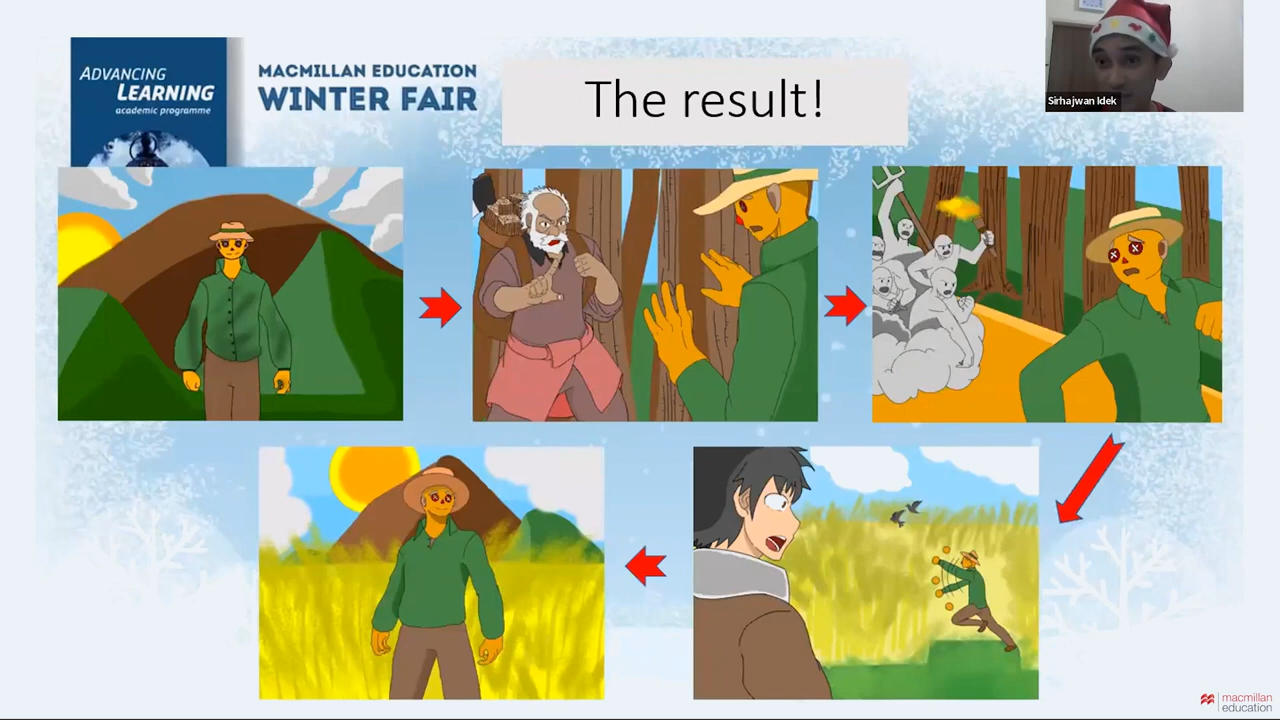 ADVANCING
LEARNING
academic programme
MACMILLAN EDUCATION
WINTER FAIR
The result!
Sirhajwan Idek
macmillan
education